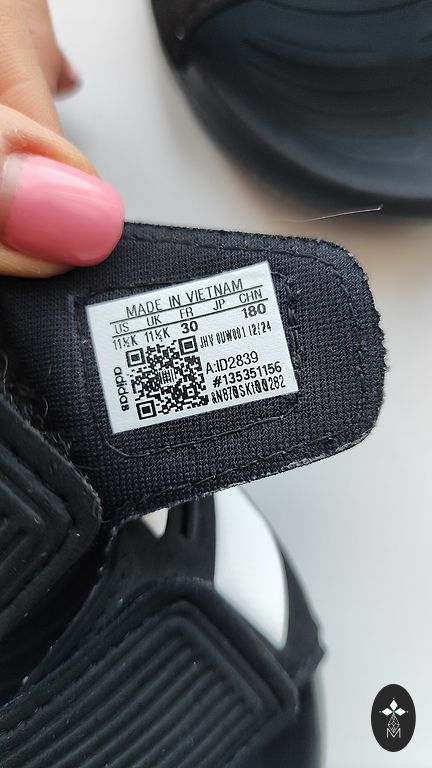 MADE IN VIETNAM
US UK FR JP CHN
11½K 11½K 30 180
JHY 0UW001 12/24
A:ID2839
#135351156
adidas
M